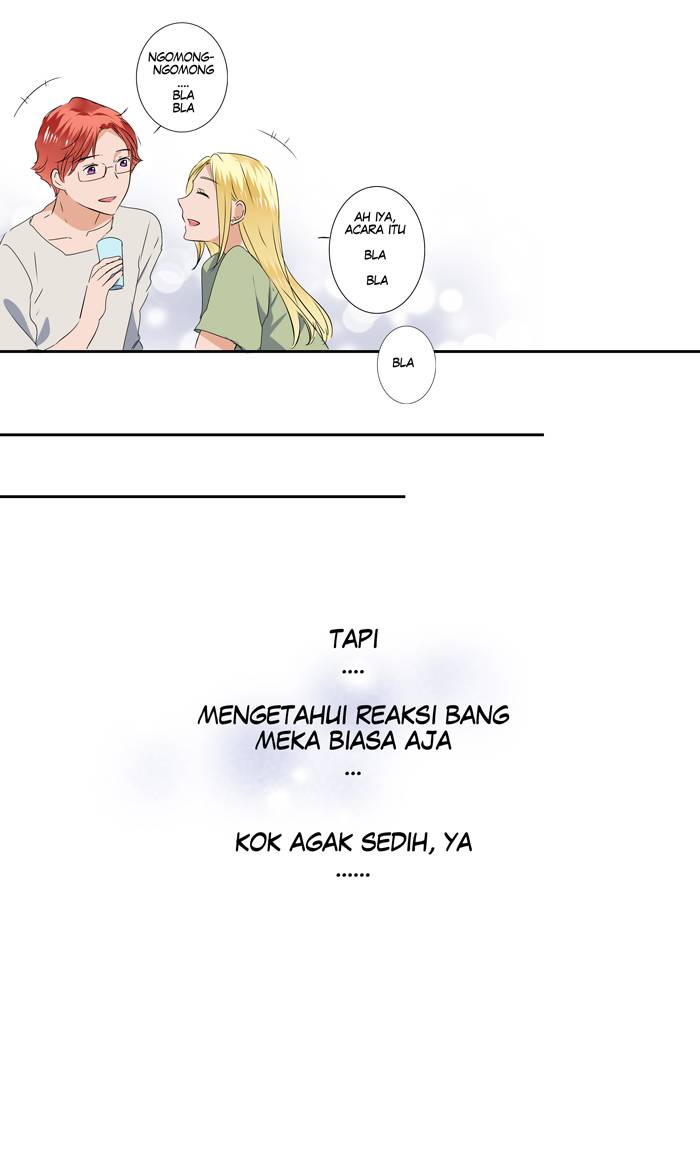 NGOMONG-
NGOMONG
....
BLA
BLA
AH IYA,
ACARA ITU
BLA
BLA
BLA
TAPI
....
MENGETAHUI REAKSI BANG
MEKA BIASA AJA
...
KOK AGAK SEDIH, YA
......